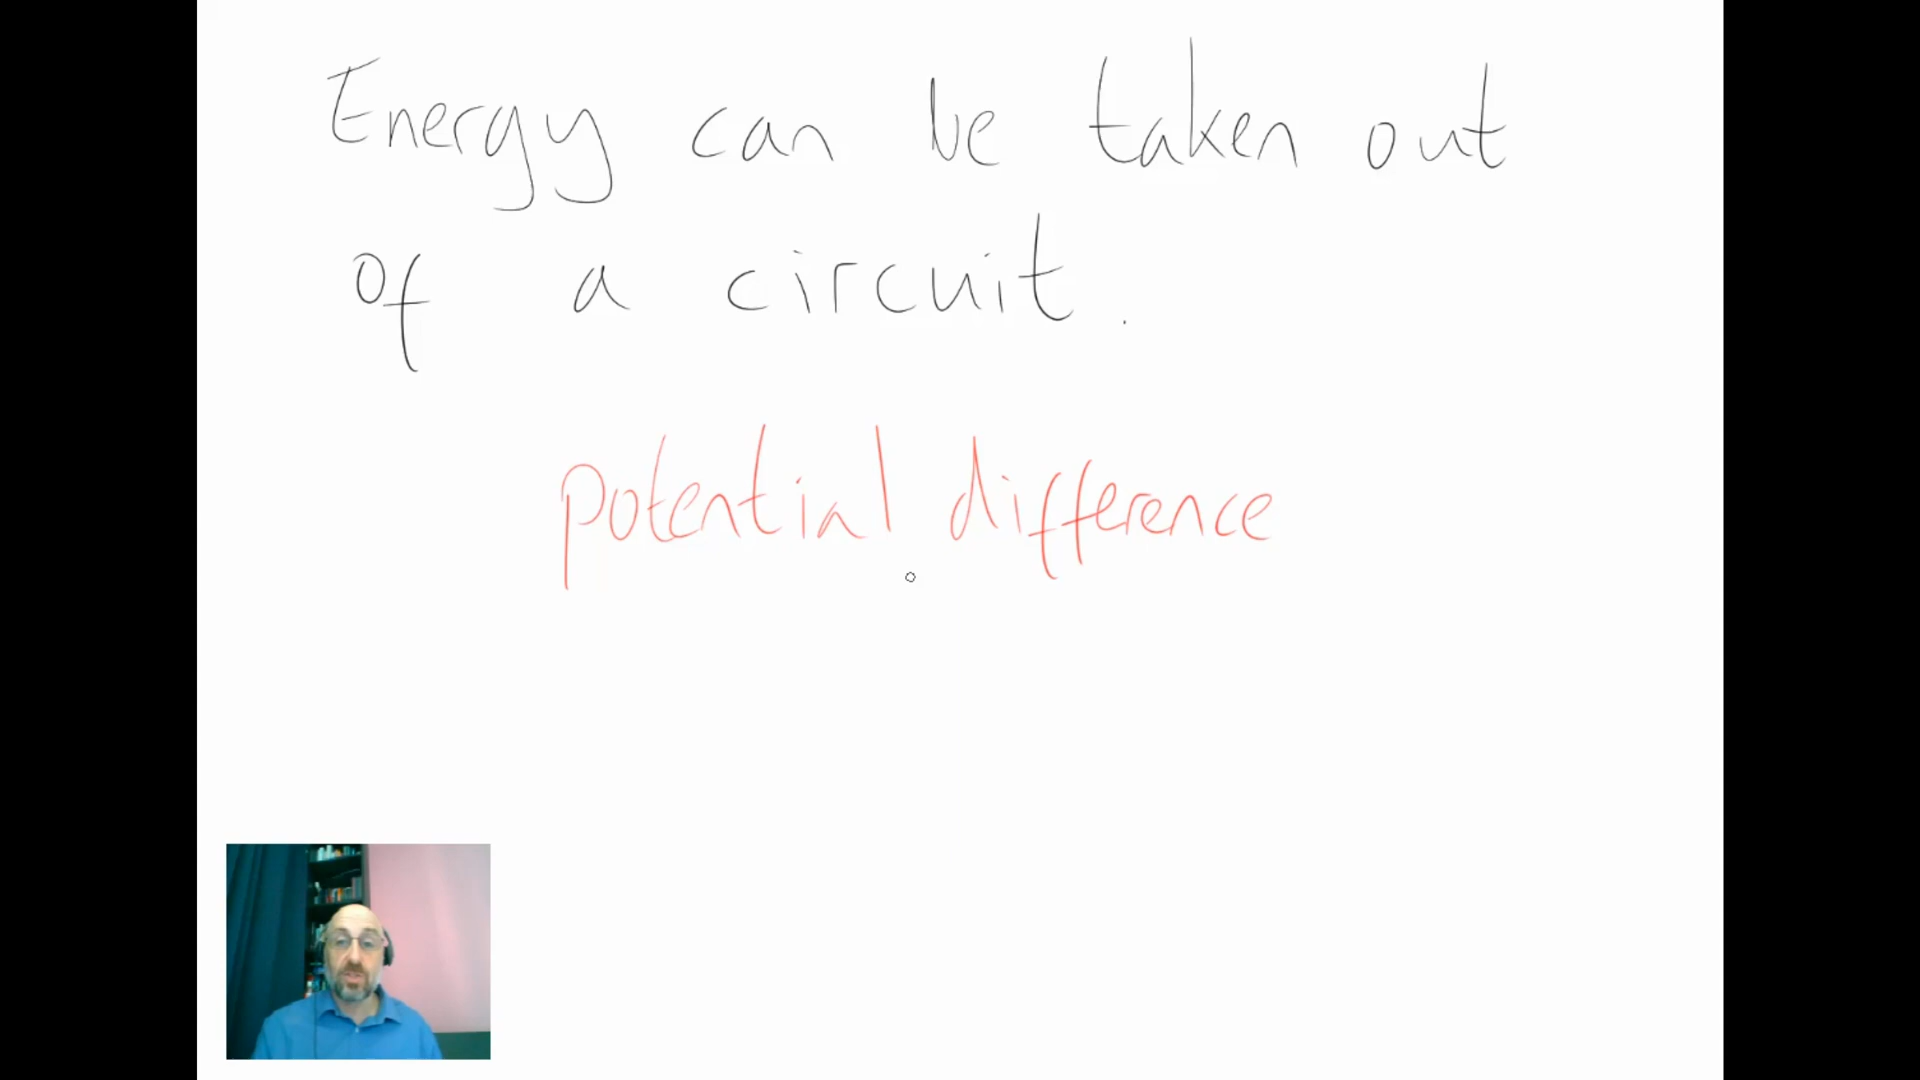 Energy can be taken out
of a circuit.
potential difference